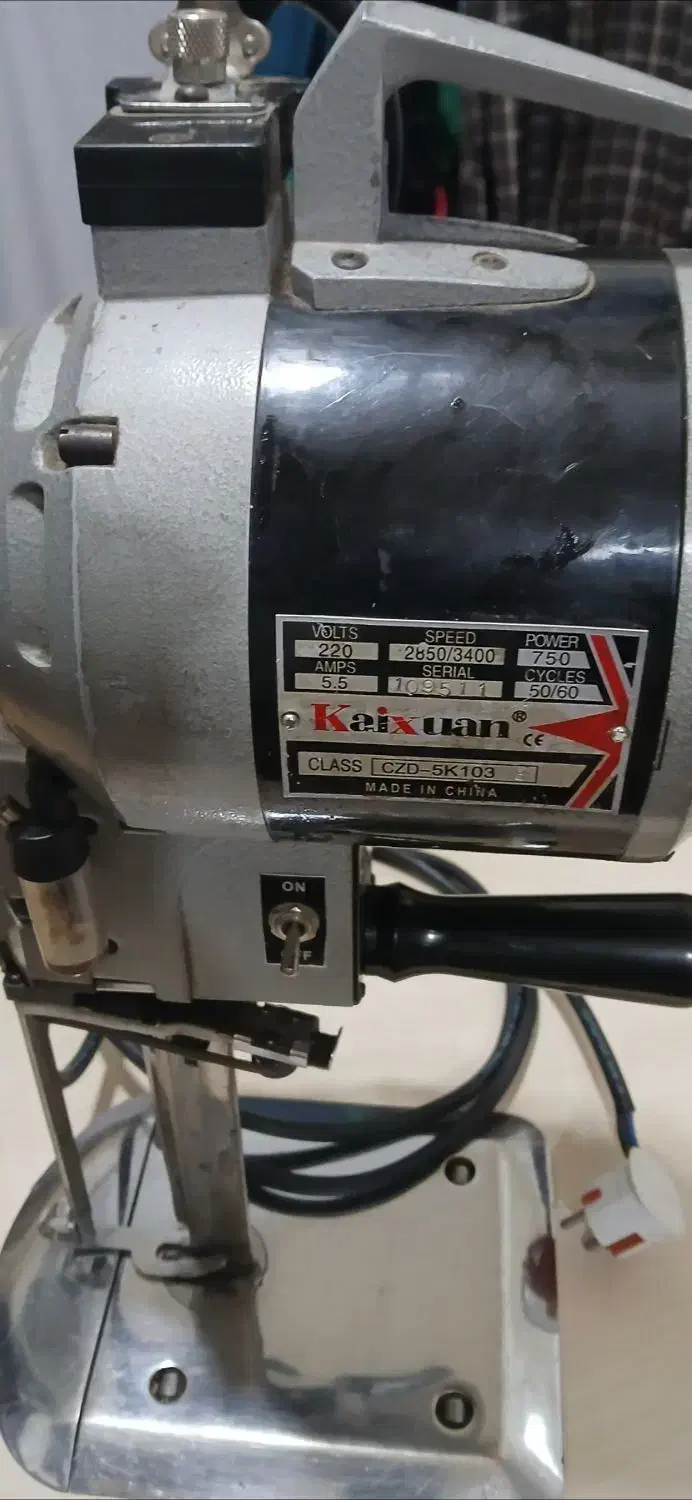 VOLTS SPEED POWER
220 2850/3400 750
AMPS SERIAL CYCLES
5.5 109511 50/60
Kaixuan® CE
CLASS CZD-5K103
MADE IN CHINA
ON